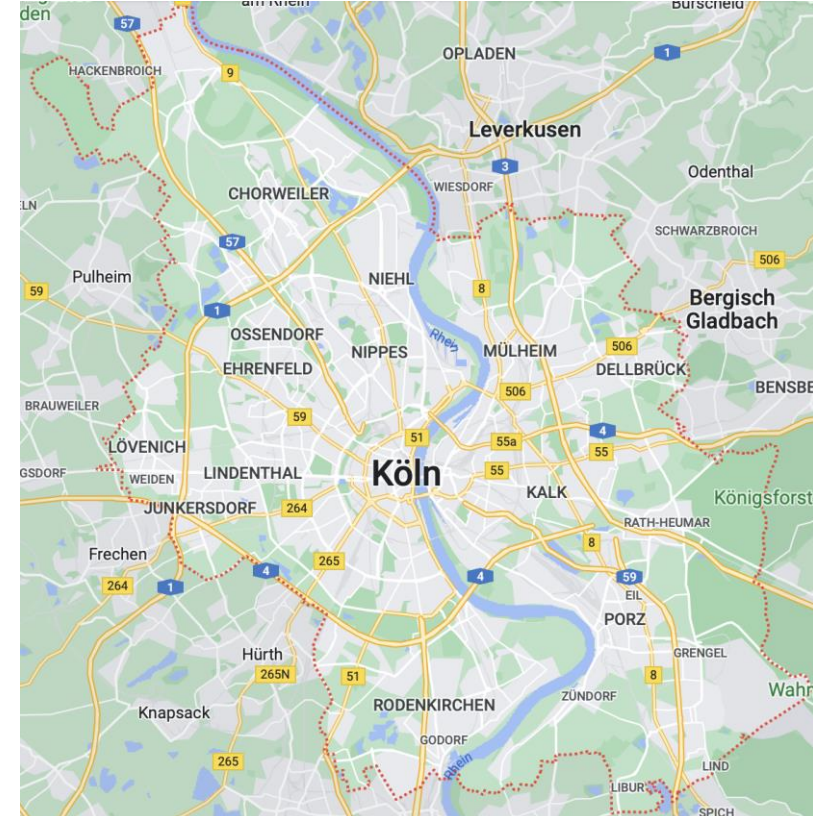 den
am Rhein
Burscheid
57
OPLADEN
1
HACKENBROICH
9
Leverkusen
3
Odenthal
WIESDORF
CHORWEILER
LN
SCHWARZBROICH
57
506
Pulheim
NIEHL
8
59
Bergisch
Gladbach
1
OSSENDORF
Rhein
506
NIPPES
MÜLHEIM
EHRENFELD
DELLBRÜCK
506
BENSBE
BRAUWEILER
59
51
4
55a
LÖVENICH
55
GSDORF
WEIDEN
LINDENTHAL
Köln
55
KALK
Königsforst
JUNKERSDORF
264
RATH-HEUMAR
8
Frechen
265
4
4
59
264
1
EIL
PORZ
Hürth
GRENGEL
265N
51
8
Wahn
ZÜNDORF
RODENKIRCHEN
Knapsack
GODORF
265
Rhein
LIND
LIBUR
SPICH